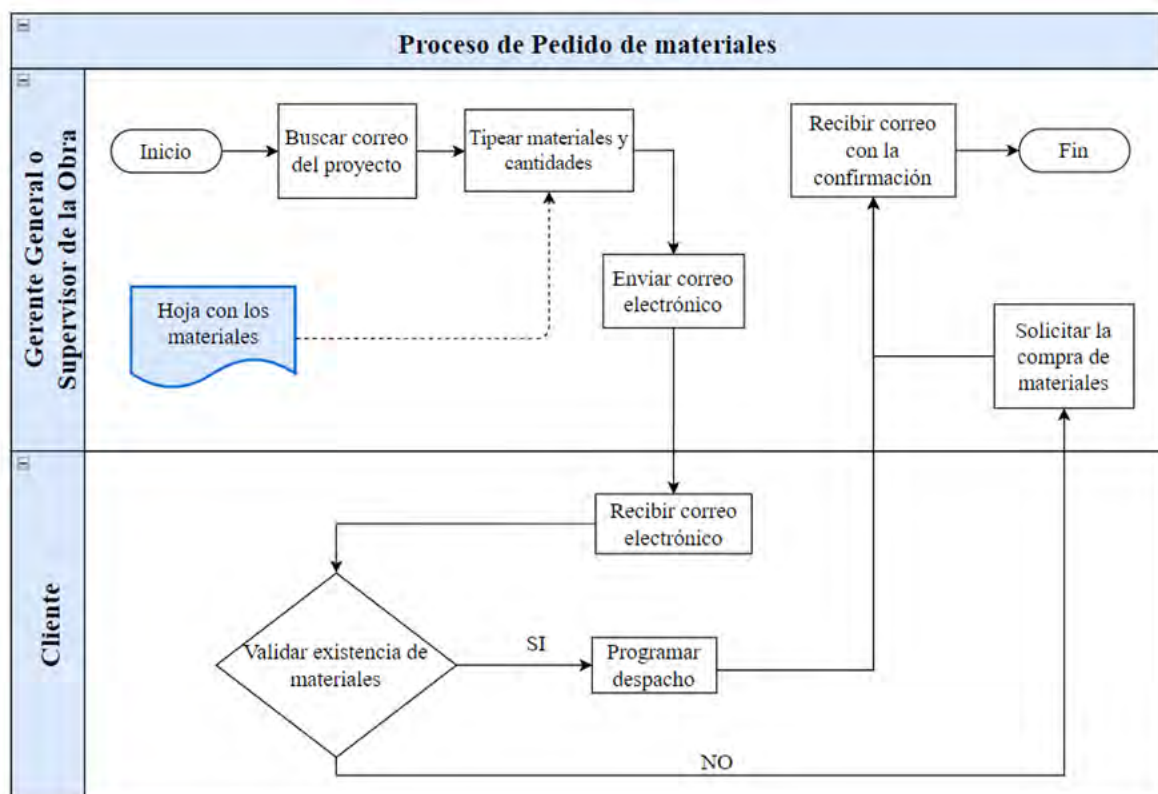 Proceso de Pedido de materiales
Gerente General o
Supervisor de la Obra
Inicio
Buscar correo
del proyecto
Tipear materiales y
cantidades
Recibir correo
con la
confirmación
Fin
Hoja con los
materiales
Enviar correo
electrónico
Solicitar la
compra de
materiales
Cliente
Recibir correo
electrónico
Validar existencia de
materiales
SI
Programar
despacho
NO